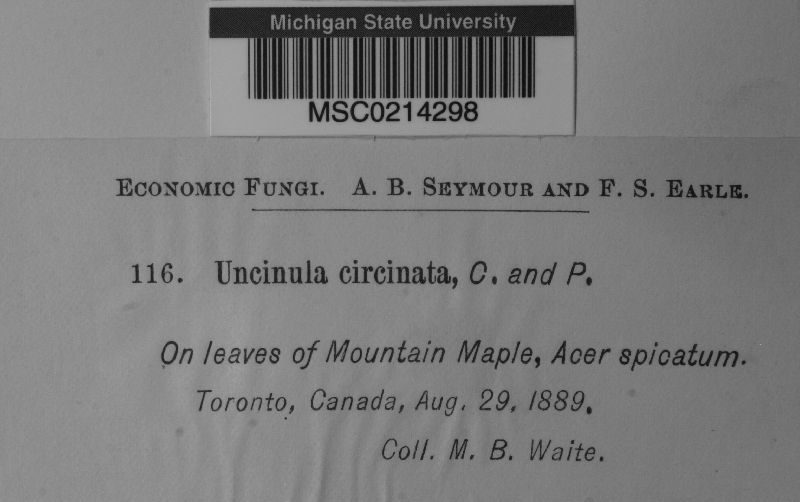 Michigan State University
MSC0214298
Economic Fungi. A. B. Seymour and F. S. Earle.
116. Uncinula circinata, C. and P.
On leaves of Mountain Maple, Acer spicatum.
Toronto, Canada, Aug. 29, 1889.
Coll. M. B. Waite.